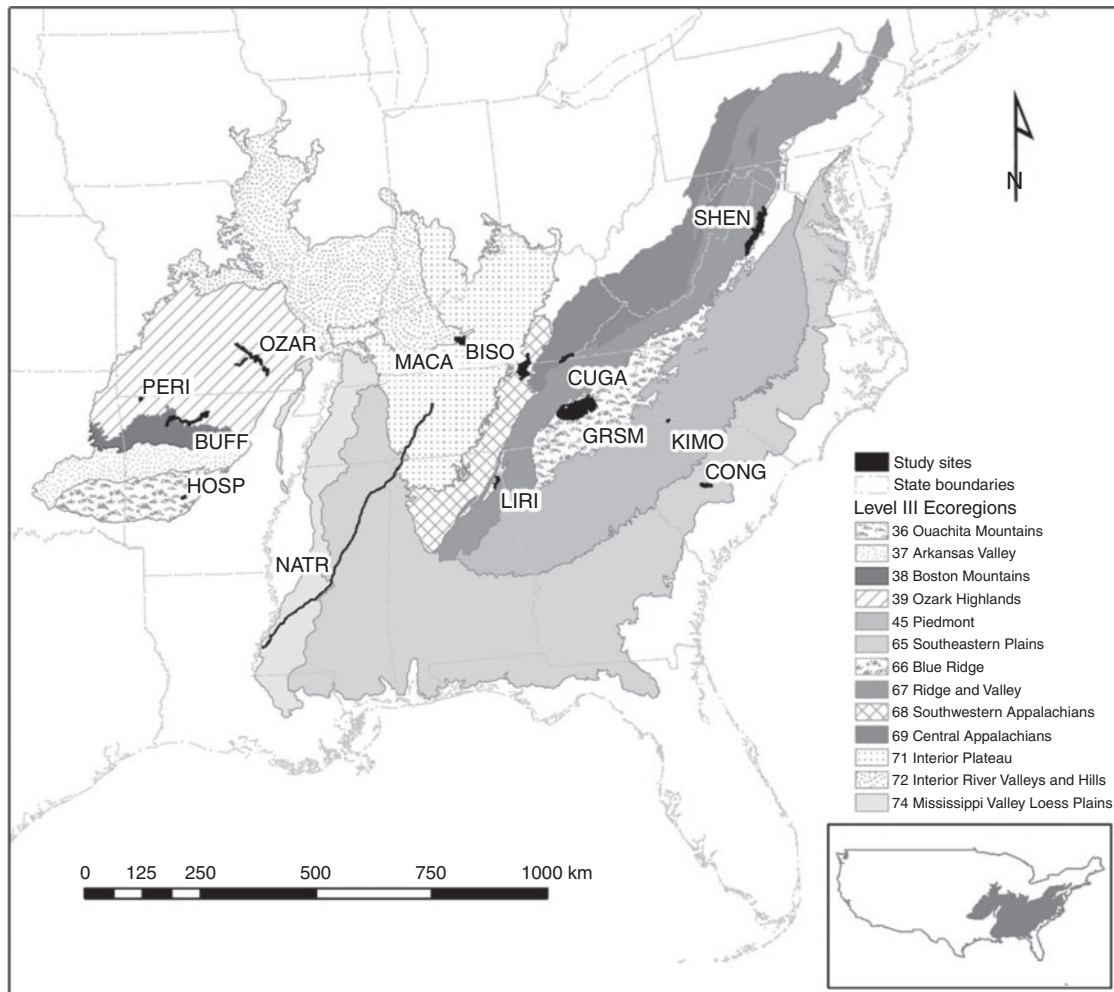 N
SHEN
OZAR
MACA
BISO
PERI
CUGA
BUFF
GRSM
KIMO
HOSP
CONG
LIRI
NATR
Study sites
State boundaries
Level III Ecoregions
36 Ouachita Mountains
37 Arkansas Valley
38 Boston Mountains
39 Ozark Highlands
45 Piedmont
65 Southeastern Plains
66 Blue Ridge
67 Ridge and Valley
68 Southwestern Appalachians
69 Central Appalachians
71 Interior Plateau
72 Interior River Valleys and Hills
74 Mississippi Valley Loess Plains
0 125 250 500 750 1000 km